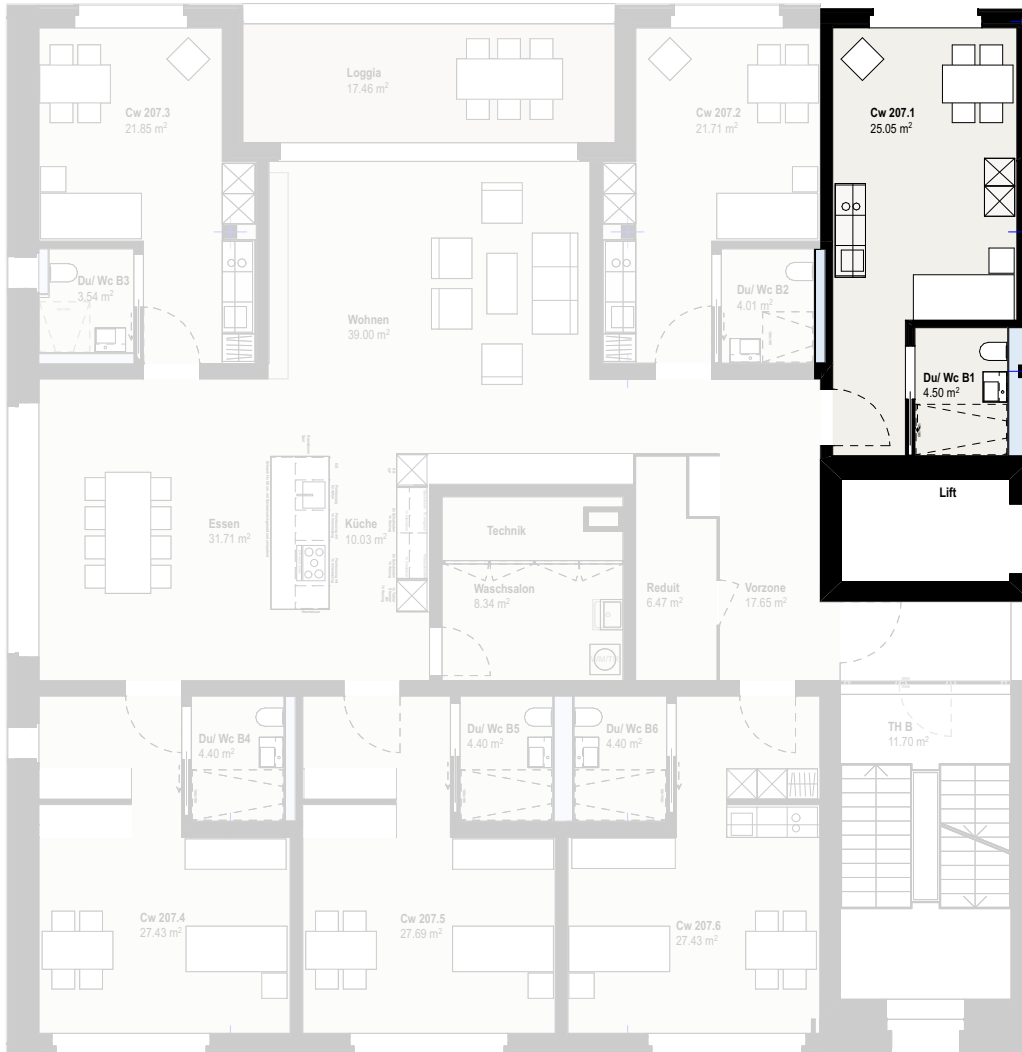 Loggia
17.46 m²
Cw 207.3
21.85 m²
Cw 207.2
21.71 m²
Cw 207.1
25.05 m²
Du/ Wc B3
3.54 m²
Du/ Wc B2
4.01 m²
Wohnen
39.00 m²
Du/ Wc B1
4.50 m²
Lift
Essen
31.71 m²
Küche
10.03 m²
Technik
Waschsalon
8.34 m²
Reduit
6.47 m²
Vorzone
17.65 m²
Du/ Wc B4
4.40 m²
Du/ Wc B5
4.40 m²
Du/ Wc B6
4.40 m²
TH B
11.70 m²
Cw 207.4
27.43 m²
Cw 207.5
27.69 m²
Cw 207.6
27.43 m²